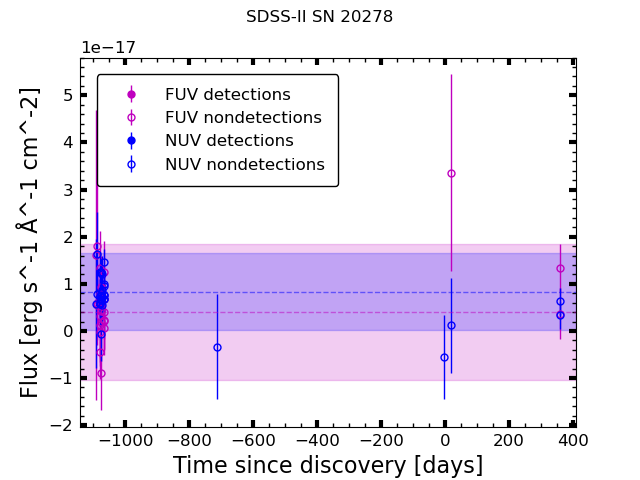 SDSS-II SN 20278
1e−17
FUV detections
FUV nondetections
NUV detections
NUV nondetections
5
4
3
2
1
0
−1
−2
Flux [erg s^-1 Å^-1 cm^-2]
−1000 −800 −600 −400 −200 0 200 400
Time since discovery [days]